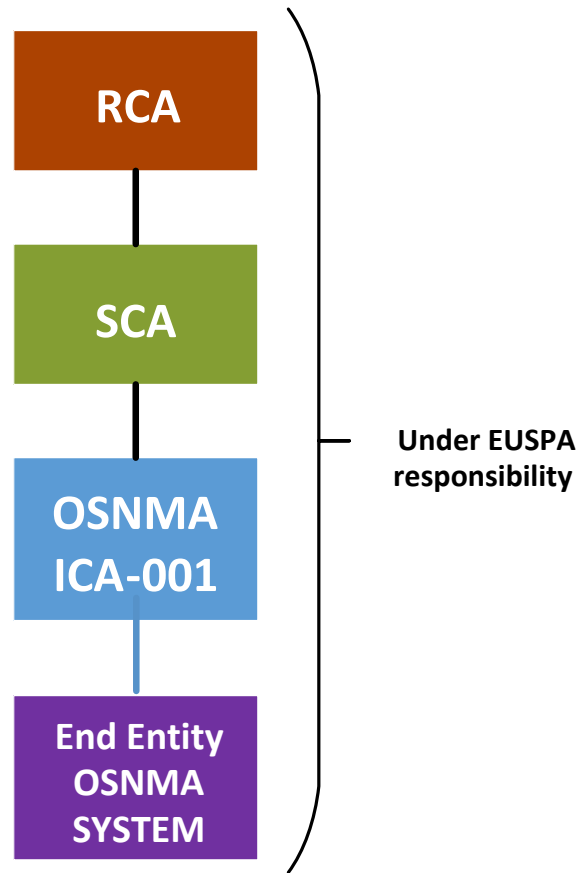 RCA
SCA
OSNMA
ICA-001
End Entity
OSNMA
SYSTEM
Under EUSPA
responsibility